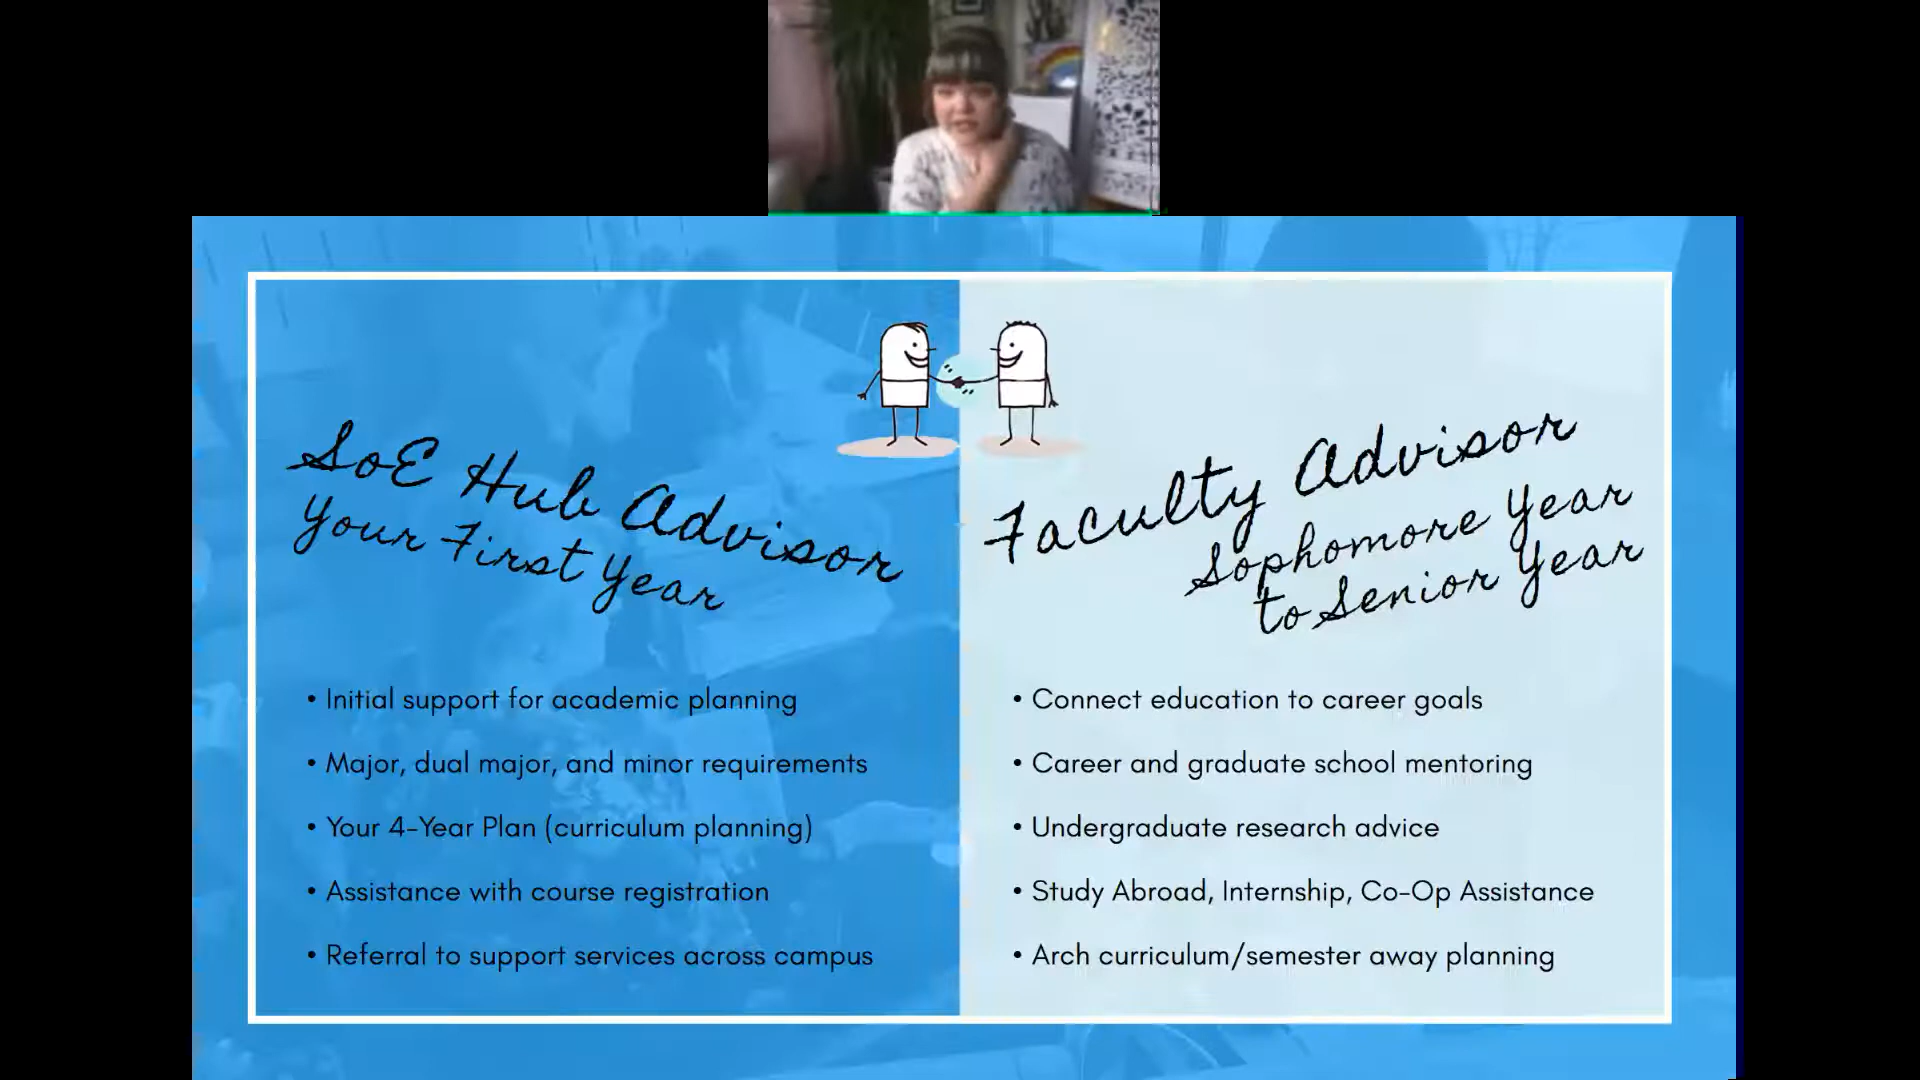 SoE Hub Advisor
Your First Year
• Initial support for academic planning
• Major, dual major, and minor requirements
• Your 4-Year Plan (curriculum planning)
• Assistance with course registration
• Referral to support services across campus
Faculty Advisor
Sophomore Year
to Senior Year
• Connect education to career goals
• Career and graduate school mentoring
• Undergraduate research advice
• Study Abroad, Internship, Co-Op Assistance
• Arch curriculum/semester away planning